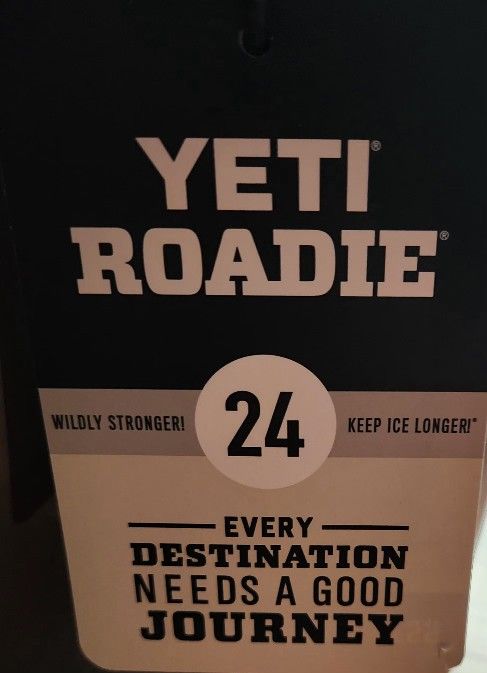 YETI®
ROADIE®
WILDLY STRONGER! 24 KEEP ICE LONGER!®
EVERY
DESTINATION
NEEDS A GOOD
JOURNEY